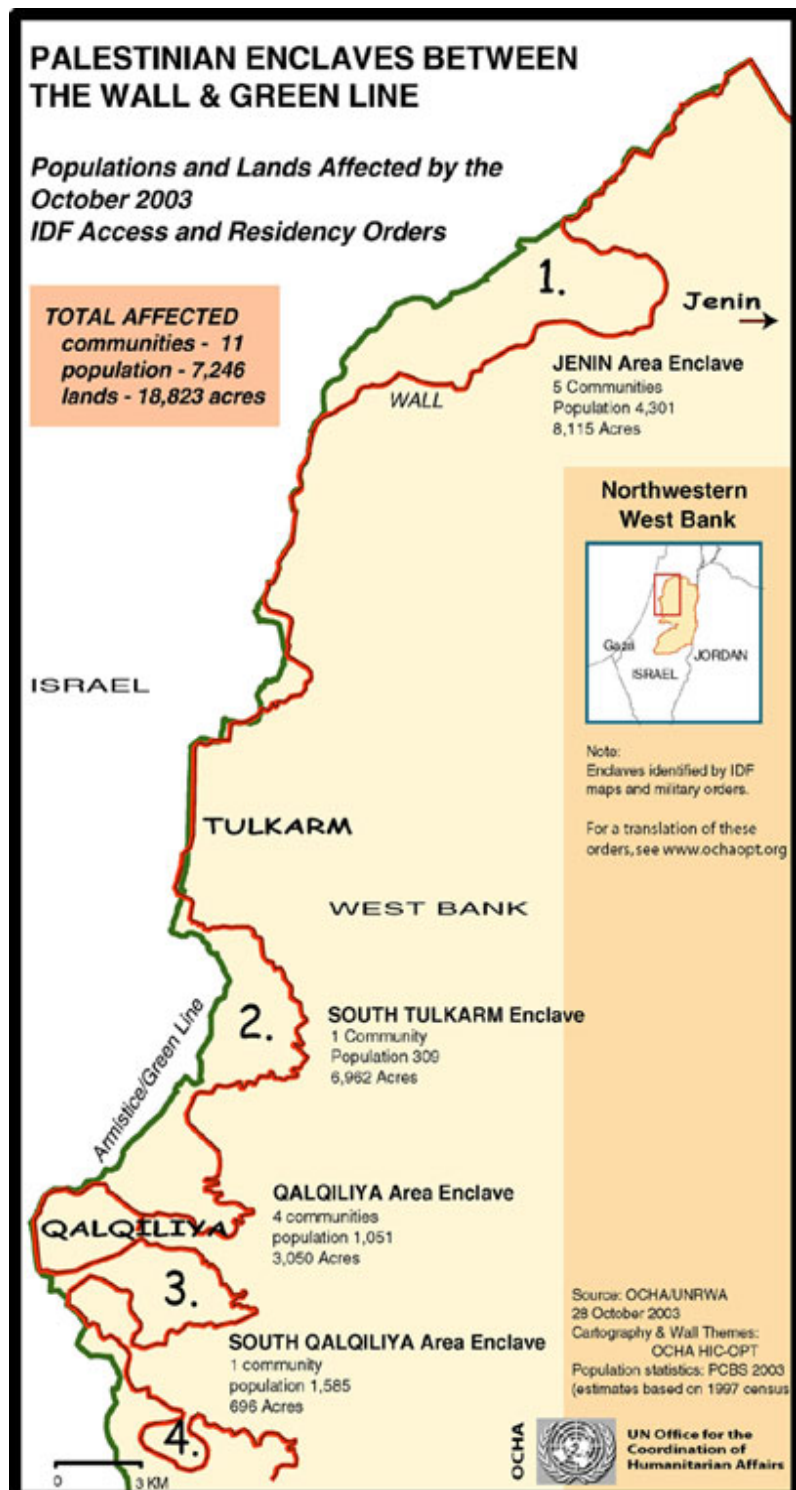 PALESTINIAN ENCLAVES BETWEEN
THE WALL & GREEN LINE
Populations and Lands Affected by the
October 2003
IDF Access and Residency Orders
TOTAL AFFECTED
communities - 11
population - 7,246
lands - 18,823 acres
1.
Jenin
JENIN Area Enclave
5 Communities
Population 4,301
8,115 Acres
WALL
Northwestern
West Bank
Gaza
ISRAEL
JORDAN
Note:
Enclaves identified by IDF
maps and military orders.
For a translation of these
orders, see www.ochaopt.org
ISRAEL
TULKARM
WEST BANK
Armistice/Green Line
2.
SOUTH TULKARM Enclave
1 Community
Population 309
6,962 Acres
QALQILIYA Area Enclave
4 communities
population 1,051
3,050 Acres
QALQILIYA
3.
SOUTH QALQILIYA Area Enclave
1 community
population 1,585
696 Acres
4.
0 3 KM
Source: OCHA/UNRWA
28 October 2003
Cartography & Wall Themes:
OCHA HIC-OPT
Population statistics: PCBS 2003
(estimates based on 1997 census
OCHA
UN Office for the
Coordination of
Humanitarian Affairs